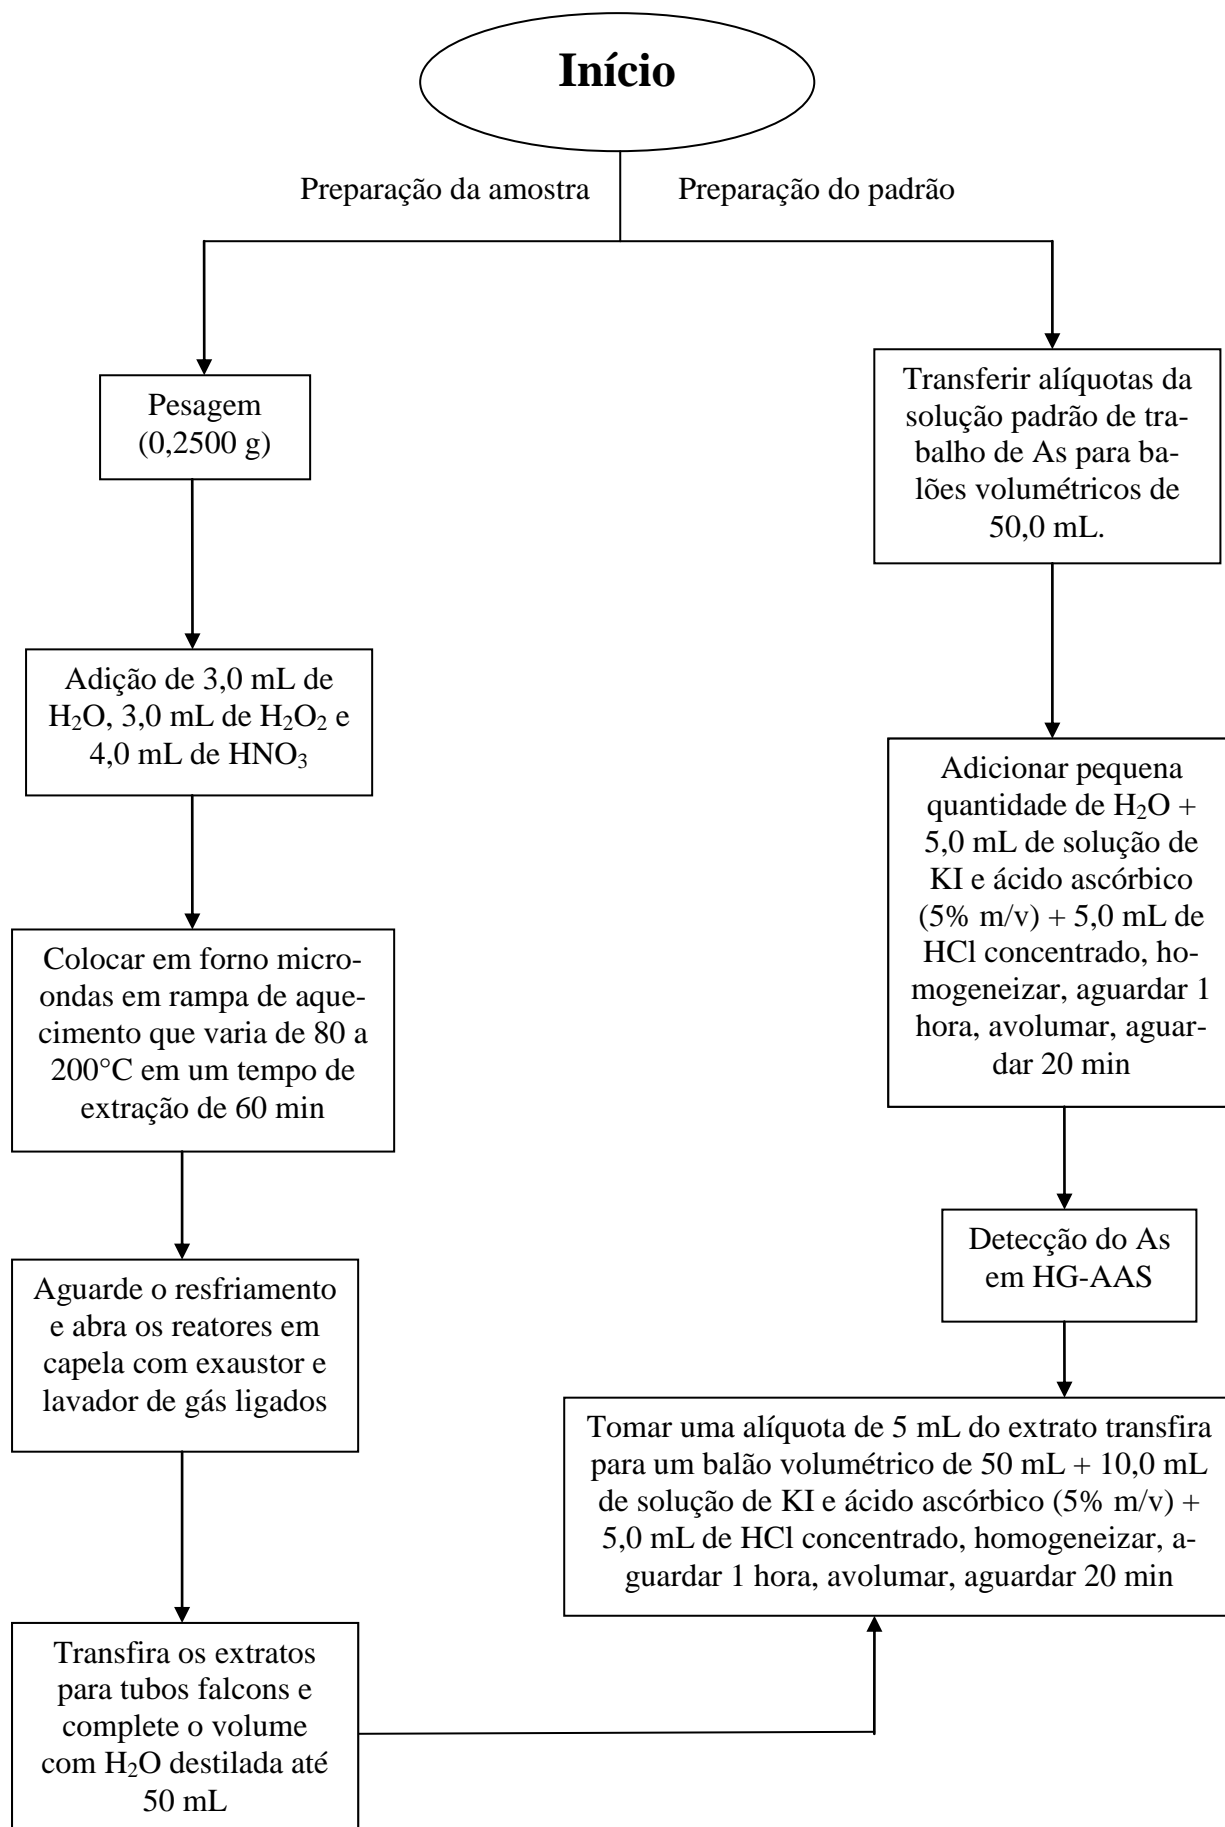 Início
Preparação da amostra
Preparação do padrão
Pesagem
(0,2500 g)
Adição de 3,0 mL de
H₂O, 3,0 mL de H₂O₂ e
4,0 mL de HNO₃
Colocar em forno micro-
ondas em rampa de aque-
cimento que varia de 80 a
200°C em um tempo de
extração de 60 min
Aguarde o resfriamento
e abra os reatores em
capela com exaustor e
lavador de gás ligados
Transfira os extratos
para tubos falcons e
complete o volume
com H₂O destilada até
50 mL
Transferir alíquotas da
solução padrão de tra-
balho de As para ba-
lões volumétricos de
50,0 mL.
Adicionar pequena
quantidade de H₂O +
5,0 mL de solução de
KI e ácido ascórbico
(5% m/v) + 5,0 mL de
HCl concentrado, ho-
mogeneizar, aguardar 1
hora, avolumar, aguar-
dar 20 min
Detecção do As
em HG-AAS
Tomar uma alíquota de 5 mL do extrato transfira
para um balão volumétrico de 50 mL + 10,0 mL
de solução de KI e ácido ascórbico (5% m/v) +
5,0 mL de HCl concentrado, homogeneizar, a-
guardar 1 hora, avolumar, aguardar 20 min